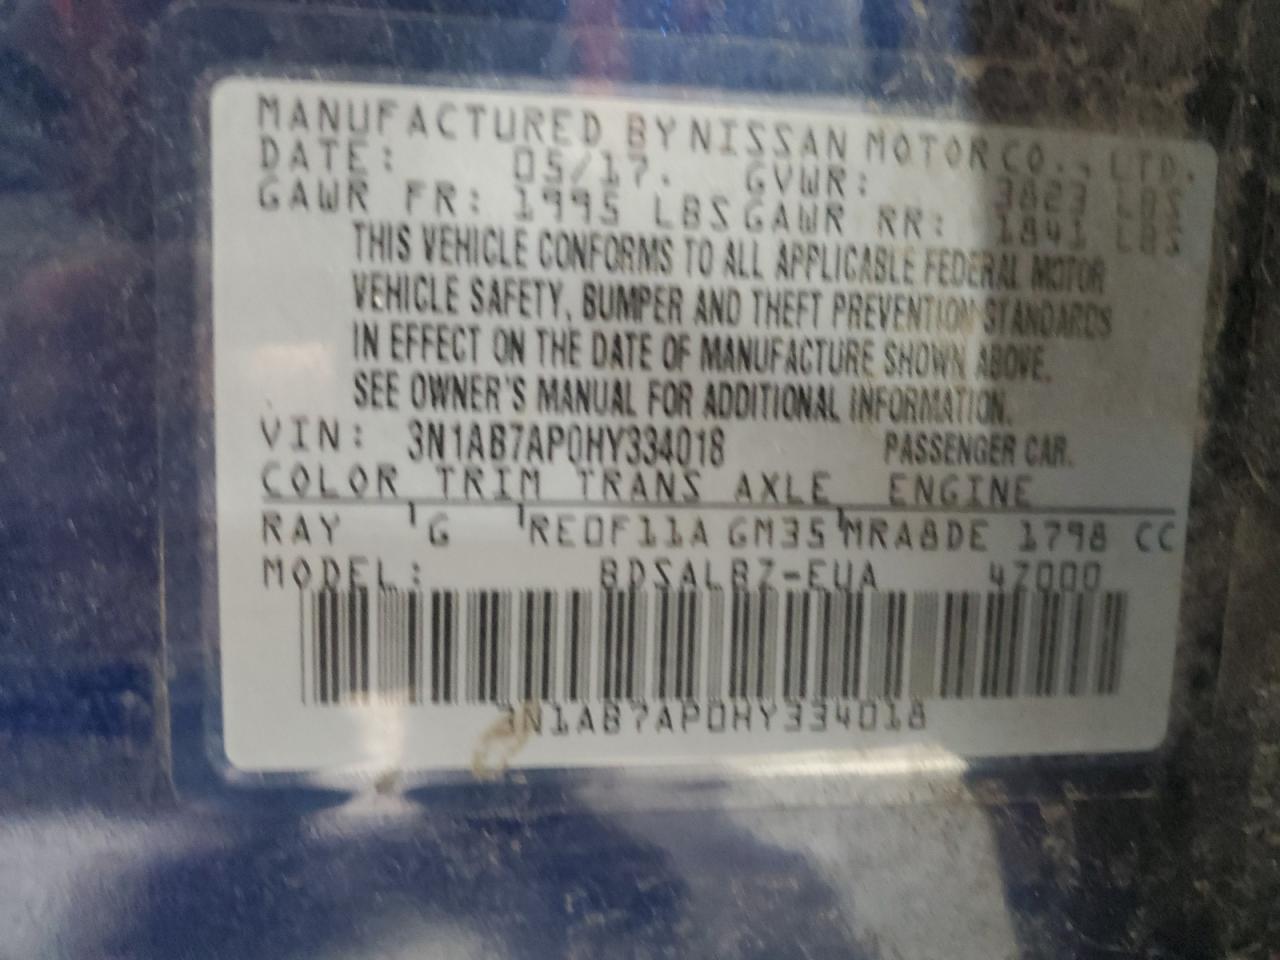 MANUFACTURED BY NISSAN MOTOR CO., LTD.
DATE: 05/17. GVWR: 3823 LBS
GAWR FR: 1995 LBS GAWR RR: 1841 LBS
THIS VEHICLE CONFORMS TO ALL APPLICABLE FEDERAL MOTOR
VEHICLE SAFETY, BUMPER AND THEFT PREVENTION STANDARDS
IN EFFECT ON THE DATE OF MANUFACTURE SHOWN ABOVE.
SEE OWNER'S MANUAL FOR ADDITIONAL INFORMATION.
VIN: 3N1AB7AP0HY334018 PASSENGER CAR.
COLOR TRIM TRANS AXLE ENGINE
RAY G RE0F11A GM35 MRA8DE 1798 CC
MODEL: BDSALBZ-EUA 4Z000
3N1AB7AP0HY334018